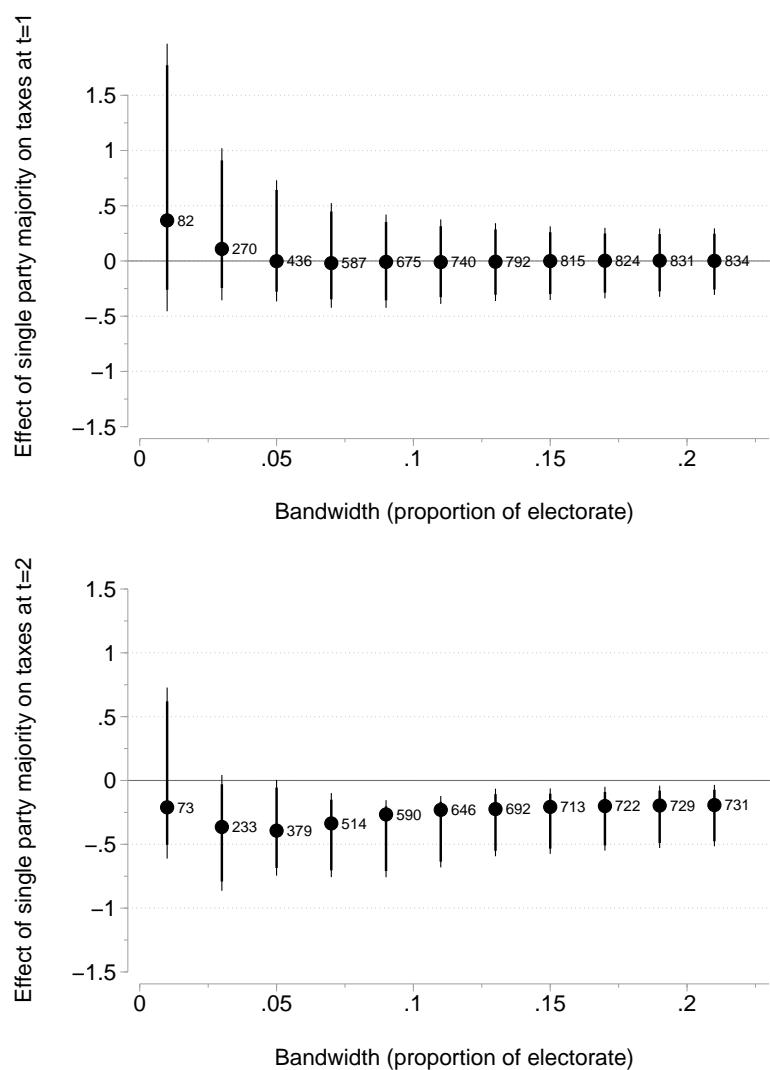 Effect of single party majority on taxes at t=1
1.5
1
.5
0
−.5
−1
−1.5
82 270 436 587 675 740 792 815 824 831 834
0 .05 .1 .15 .2
Bandwidth (proportion of electorate)
Effect of single party majority on taxes at t=2
1.5
1
.5
0
−.5
−1
−1.5
73 233 379 514 590 646 692 713 722 729 731
0 .05 .1 .15 .2
Bandwidth (proportion of electorate)